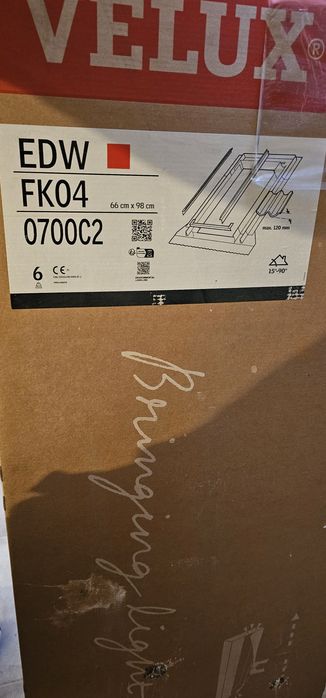 VELUX®
EDW
FK04
66 cm x 98 cm
0700C2
max. 120 mm
6
CE
15°-90°
Bringing light